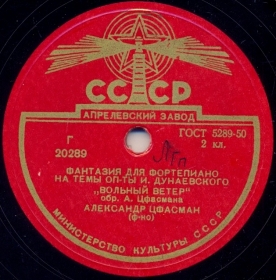 СССР
АПРЕЛЕВСКИЙ ЗАВОД
Г
20289
ГОСТ 5289-50
2 кл.
ФАНТАЗИЯ ДЛЯ ФОРТЕПИАНО
НА ТЕМЫ ОП-ТЫ И. ДУНАЕВСКОГО
„ВОЛЬНЫЙ ВЕТЕР"
обр. А. Цфасмана
АЛЕКСАНДР ЦФАСМАН
(ф-но)
МИНИСТЕРСТВО КУЛЬТУРЫ СССР